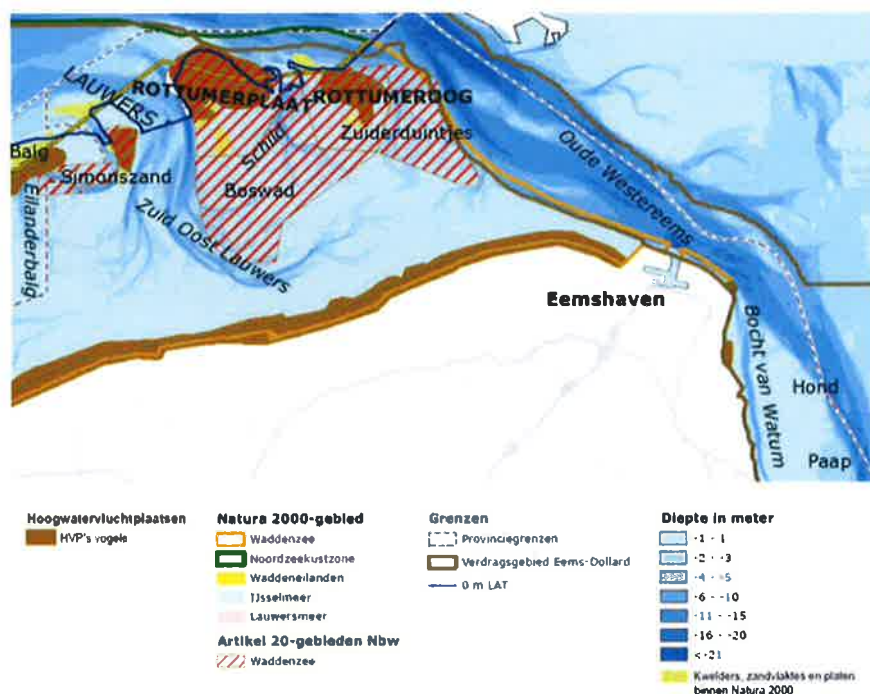 LAUWERS
ROTTUMERPLAAT
ROTTUMEROOG
Schild
Zuiderduintjes
Balg
Simonszand
Boswad
Oude Westereems
Eilanderbalg
Zuid Oost Lauwers
Eemshaven
Bocht van Watum
Hond
Paap
Hoogwatervluchtplaatsen
HVP's vogels
Natura 2000-gebied
Waddenzee
Noordzeekustzone
Waddeneilanden
IJsselmeer
Lauwersmeer
Artikel 20-gebieden Nbw
Waddenzee
Grenzen
Provinciegrenzen
Verdragsgebied Eems-Dollard
0 m LAT
Diepte in meter
-1 - 1
-2 - -3
-4 - -5
-6 - -10
-11 - -15
-16 - -20
< -21
Kwelders, zandvlaktes en platen
binnen Natura 2000